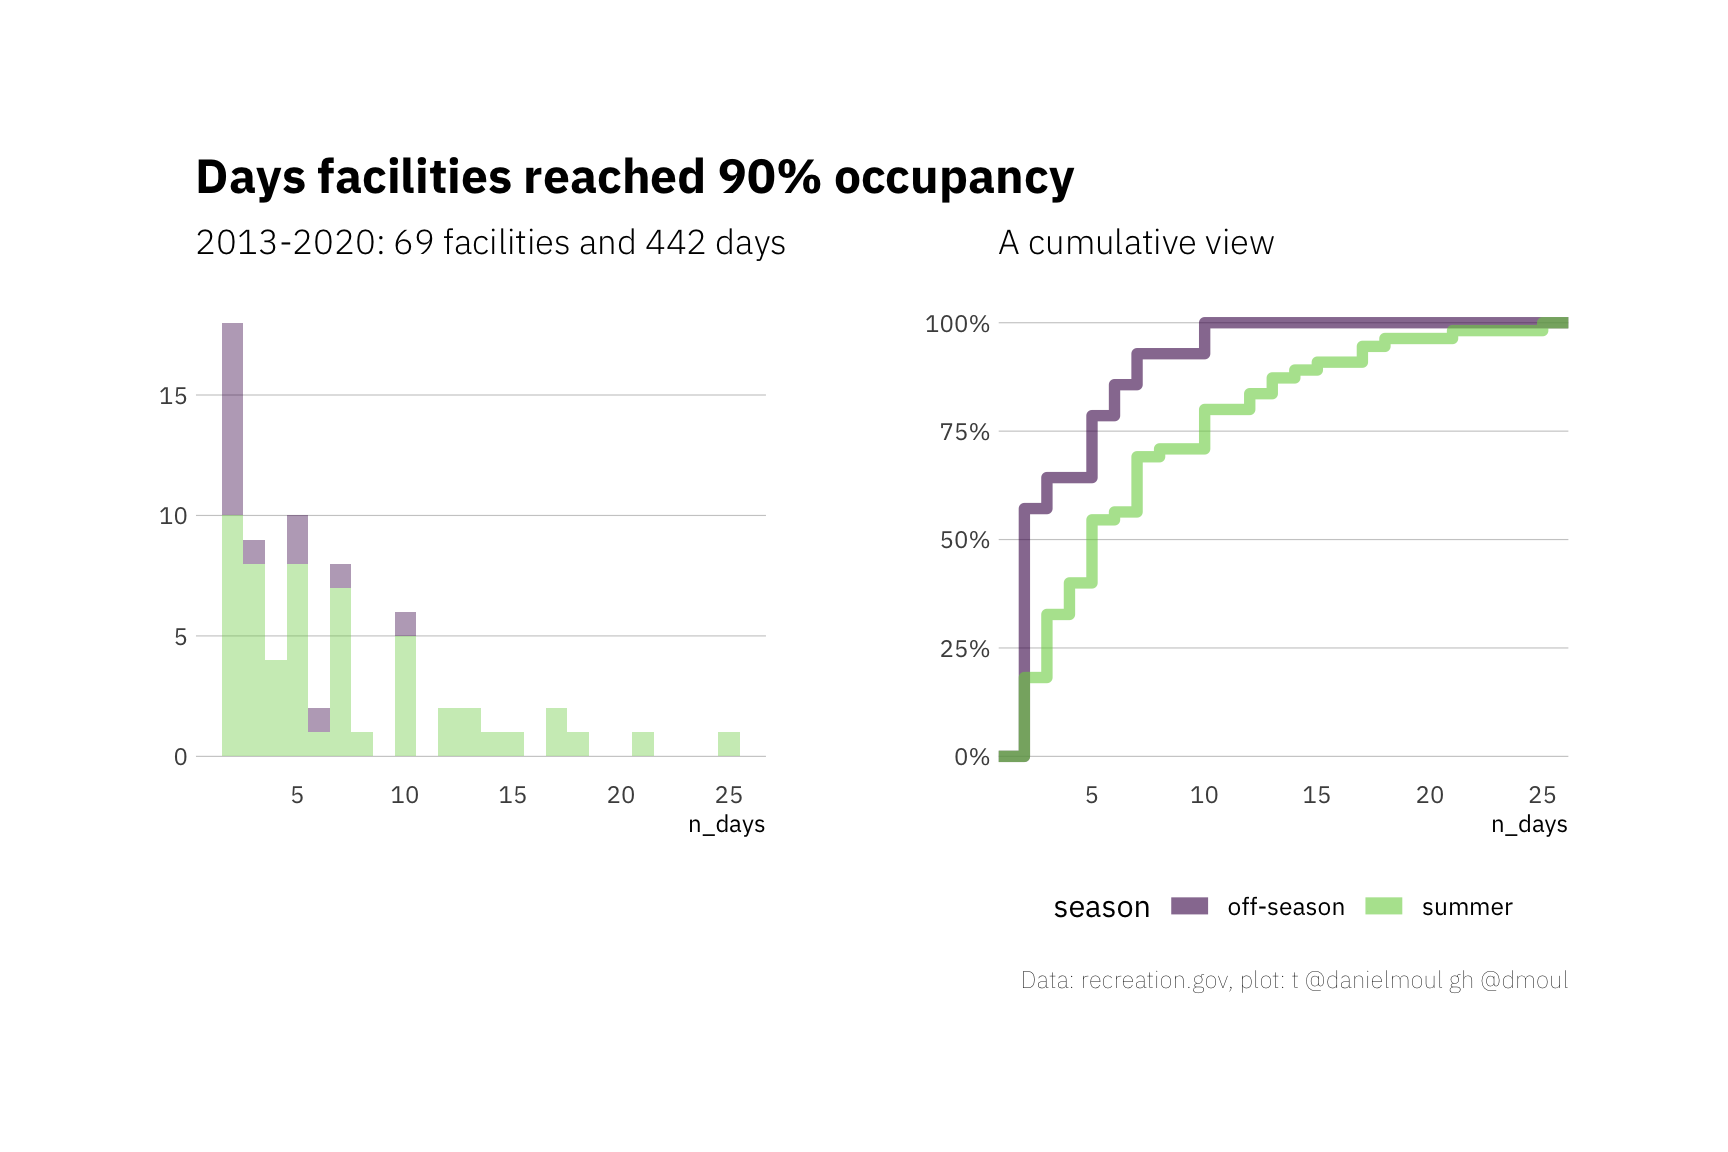 Days facilities reached 90% occupancy
2013-2020: 69 facilities and 442 days
15
10
5
0
5 10 15 20 25
n_days
A cumulative view
100%
75%
50%
25%
0%
5 10 15 20 25
n_days
season off-season summer
Data: recreation.gov, plot: t @danielmoul gh @dmoul